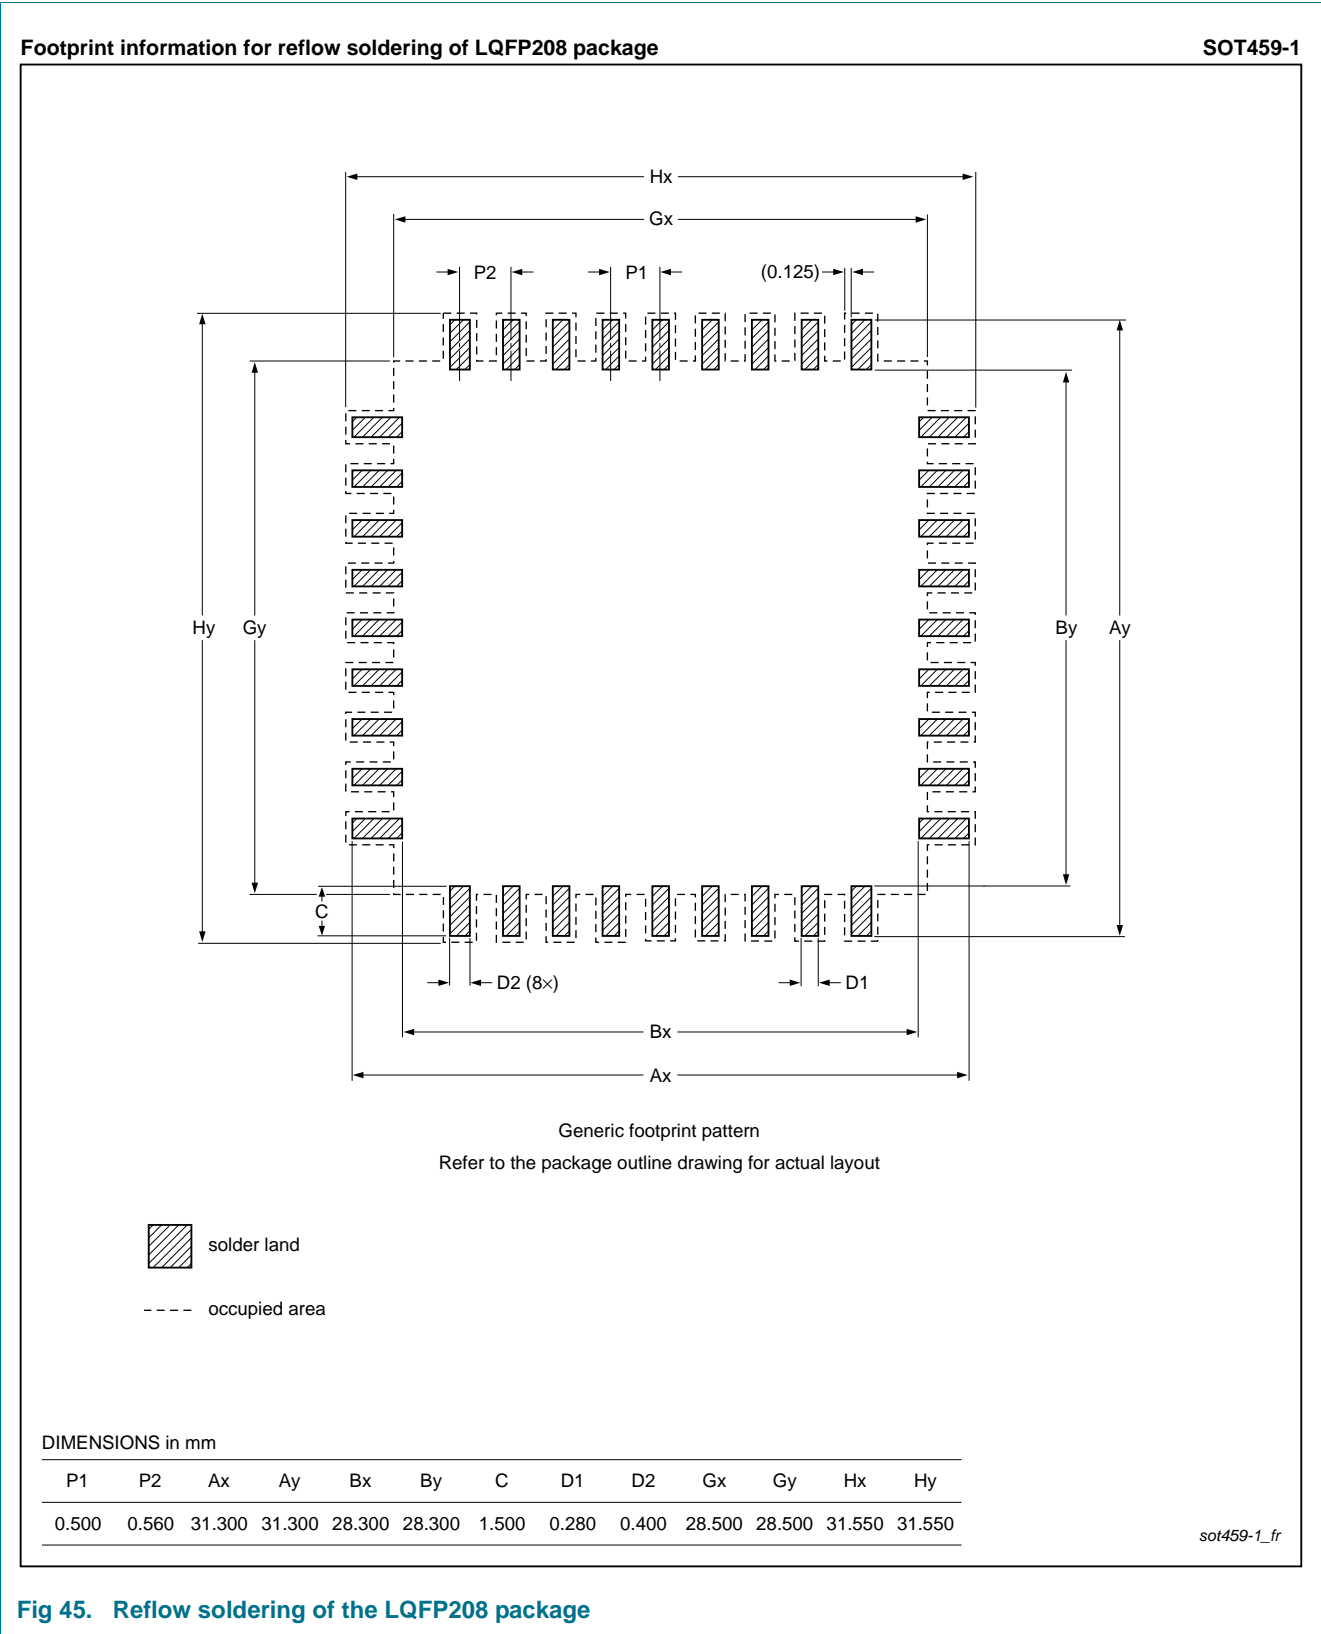 Footprint information for reflow soldering of LQFP208 package SOT459-1
Hx
Gx
P2 P1 (0.125)
Hy Gy By Ay
C
D2 (8×) D1
Bx
Ax
Generic footprint pattern
Refer to the package outline drawing for actual layout
solder land
occupied area
DIMENSIONS in mm
P1 P2 Ax Ay Bx By C D1 D2 Gx Gy Hx Hy
0.500 0.560 31.300 31.300 28.300 28.300 1.500 0.280 0.400 28.500 28.500 31.550 31.550
sot459-1_fr
Fig 45. Reflow soldering of the LQFP208 package